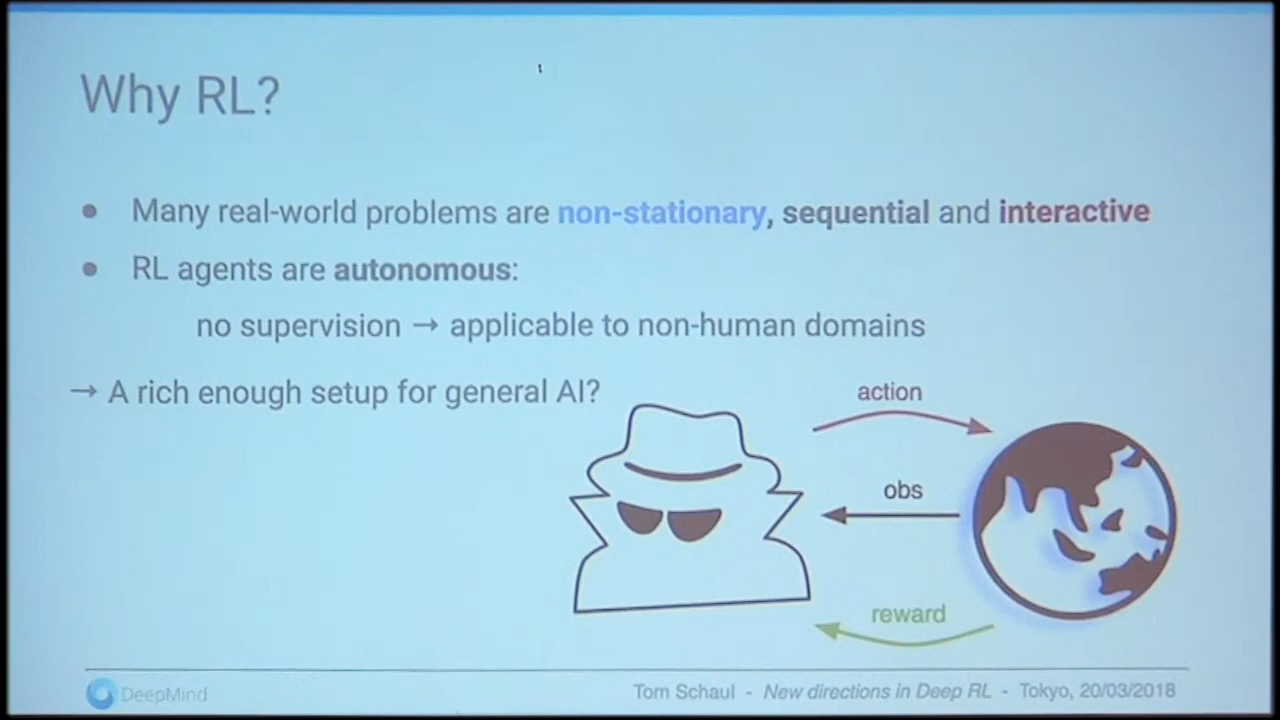 Why RL?
Many real-world problems are non-stationary, sequential and interactive
RL agents are autonomous:
no supervision → applicable to non-human domains
→ A rich enough setup for general AI?
action
obs
reward
DeepMind
Tom Schaul - New directions in Deep RL - Tokyo, 20/03/2018